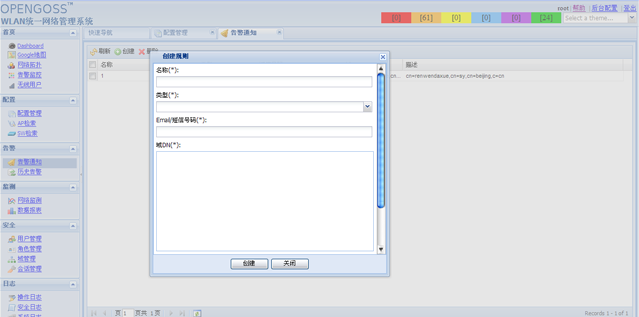 OPENGOSS™
WLAN统一网络管理系统
root | 帮助 | 后台配置 | 登出
[0] [61] [0] [0] [0] [24] Select a theme...
首页
Dashboard
Google地图
网络拓扑
告警监控
无线用户
配置
配置管理
AP检索
SW检索
告警
告警通知
历史告警
监测
网络监测
数据报表
安全
用户管理
角色管理
域管理
会话管理
日志
操作日志
安全日志
系统日志
快速导航 配置管理 告警通知
刷新 创建 删除
名称 描述
1 cn... cn=renwendaxue,cn=sy,cn=beijing,c=cn
创建规则
名称(*):
类型(*):
Email/短信号码(*):
域DN(*):
创建 关闭
页 1 页共 1 页
Records 1 - 1 of 1